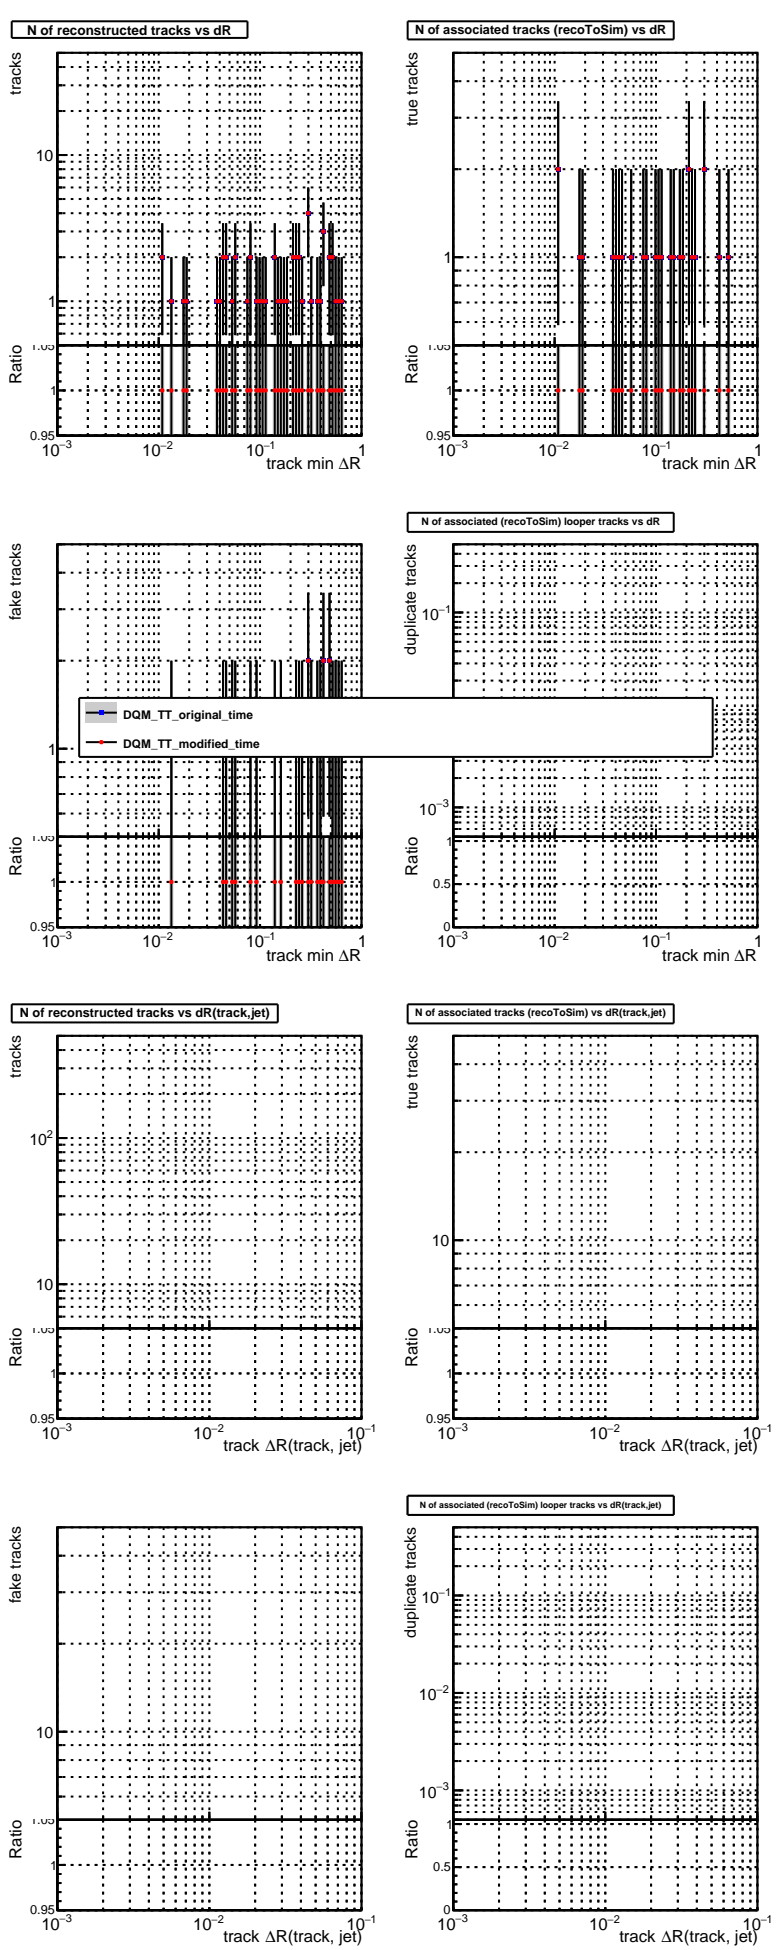 N of reconstructed tracks vs dR
tracks
10
1
Ratio
1.05
1
0.95
10−3
10−2
10−1
1
track min ΔR
N of associated tracks (recoToSim) vs dR
true tracks
1
Ratio
1.05
1
0.95
10−3
10−2
10−1
1
track min ΔR
fake tracks
1
Ratio
1.05
1
0.95
10−3
10−2
10−1
1
track min ΔR
N of associated (recoToSim) looper tracks vs dR
duplicate tracks
10−1
10−3
Ratio
1
0.5
0
10−3
10−2
10−1
1
track min ΔR
DQM_TT_original_time
DQM_TT_modified_time
N of reconstructed tracks vs dR(track,jet)
tracks
102
10
Ratio
1.05
1
0.95
10−3
10−2
10−1
track ΔR(track, jet)
N of associated tracks (recoToSim) vs dR(track,jet)
true tracks
10
Ratio
1.05
1
0.95
10−3
10−2
10−1
track ΔR(track, jet)
fake tracks
10
Ratio
1.05
1
0.95
10−3
10−2
10−1
track ΔR(track, jet)
N of associated (recoToSim) looper tracks vs dR(track,jet)
duplicate tracks
10−1
10−2
10−3
Ratio
1
0.5
0
10−3
10−2
10−1
track ΔR(track, jet)